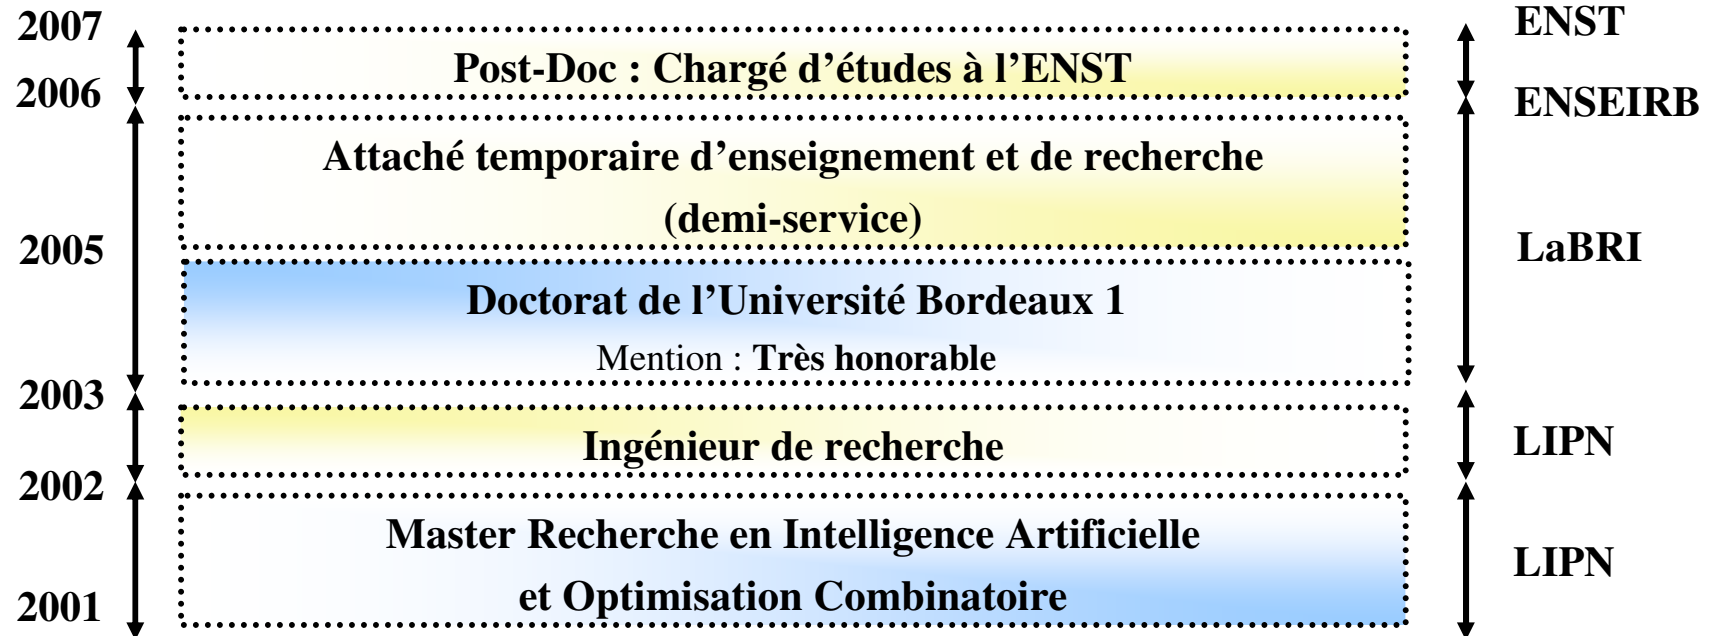 2007
ENST
Post-Doc : Chargé d’études à l’ENST
2006
ENSEIRB
Attaché temporaire d’enseignement et de recherche
(demi-service)
2005
LaBRI
Doctorat de l’Université Bordeaux 1
Mention : Très honorable
2003
Ingénieur de recherche
LIPN
2002
Master Recherche en Intelligence Artificielle
LIPN
et Optimisation Combinatoire
2001